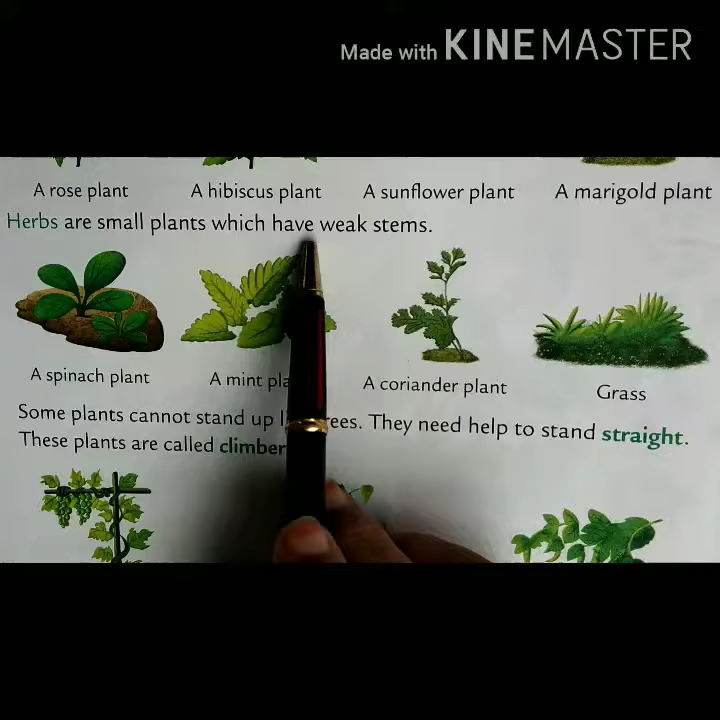 Made with KINEMASTER
A rose plant A hibiscus plant A sunflower plant A marigold plant
Herbs are small plants which have weak stems.
A spinach plant A mint A coriander plant Grass
Some plants cannot stand up They need help to stand straight.
These plants are called